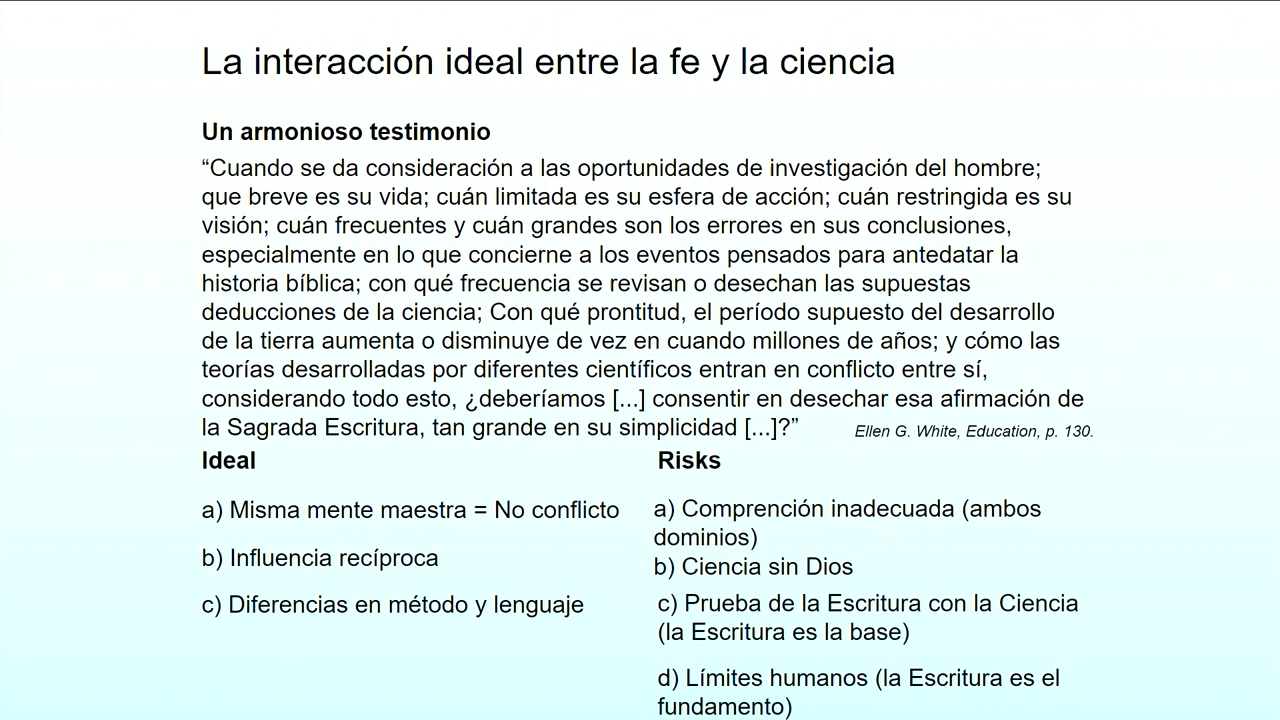 La interacción ideal entre la fe y la ciencia
Un armonioso testimonio
“Cuando se da consideración a las oportunidades de investigación del hombre;
que breve es su vida; cuán limitada es su esfera de acción; cuán restringida es su
visión; cuán frecuentes y cuán grandes son los errores en sus conclusiones,
especialmente en lo que concierne a los eventos pensados para antedatar la
historia bíblica; con qué frecuencia se revisan o desechan las supuestas
deducciones de la ciencia; Con qué prontitud, el período supuesto del desarrollo
de la tierra aumenta o disminuye de vez en cuando millones de años; y cómo las
teorías desarrolladas por diferentes científicos entran en conflicto entre sí,
considerando todo esto, ¿deberíamos [...] consentir en desechar esa afirmación de
la Sagrada Escritura, tan grande en su simplicidad [...]?”
Ellen G. White, Education, p. 130.
Ideal
a) Misma mente maestra = No conflicto
b) Influencia recíproca
c) Diferencias en método y lenguaje
Risks
a) Comprención inadecuada (ambos
dominios)
b) Ciencia sin Dios
c) Prueba de la Escritura con la Ciencia
(la Escritura es la base)
d) Límites humanos (la Escritura es el
fundamento)